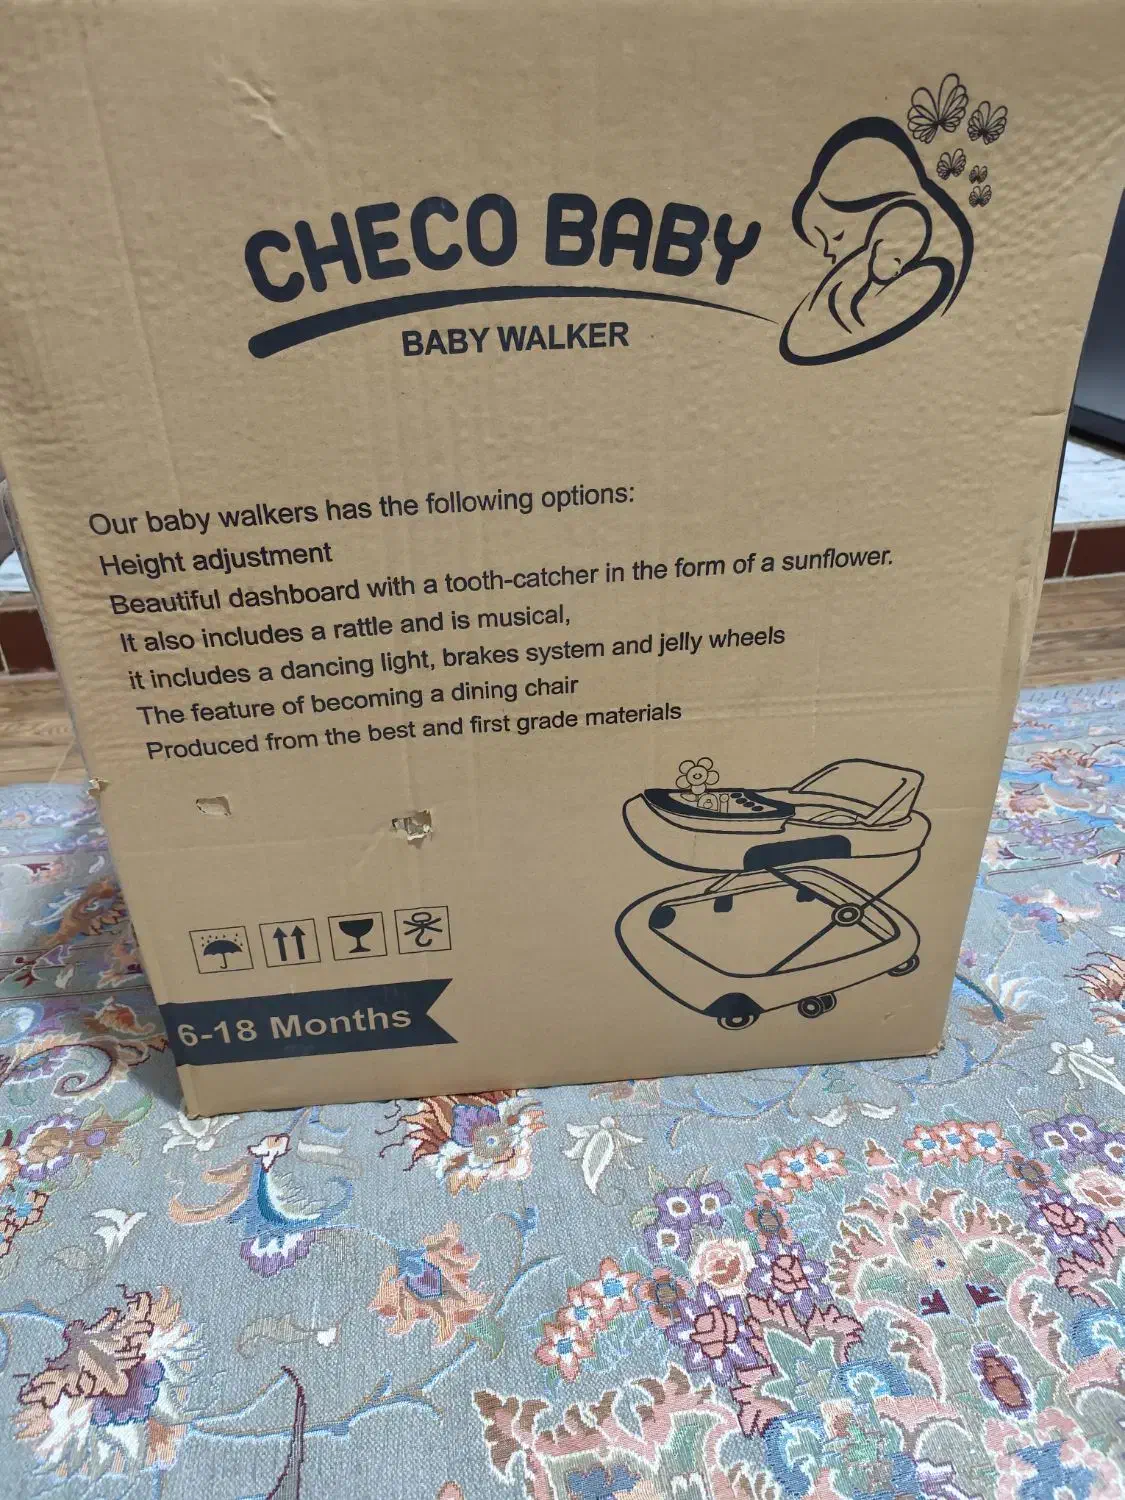 CHECO BABY
BABY WALKER
Our baby walkers has the following options:
Height adjustment
Beautiful dashboard with a tooth-catcher in the form of a sunflower.
It also includes a rattle and is musical,
it includes a dancing light, brakes system and jelly wheels
The feature of becoming a dining chair
Produced from the best and first grade materials
6-18 Months